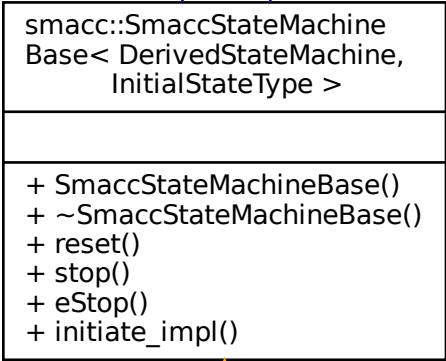 smacc::SmaccStateMachine
Base< DerivedStateMachine,
InitialStateType >
+ SmaccStateMachineBase()
+ ~SmaccStateMachineBase()
+ reset()
+ stop()
+ eStop()
+ initiate_impl()